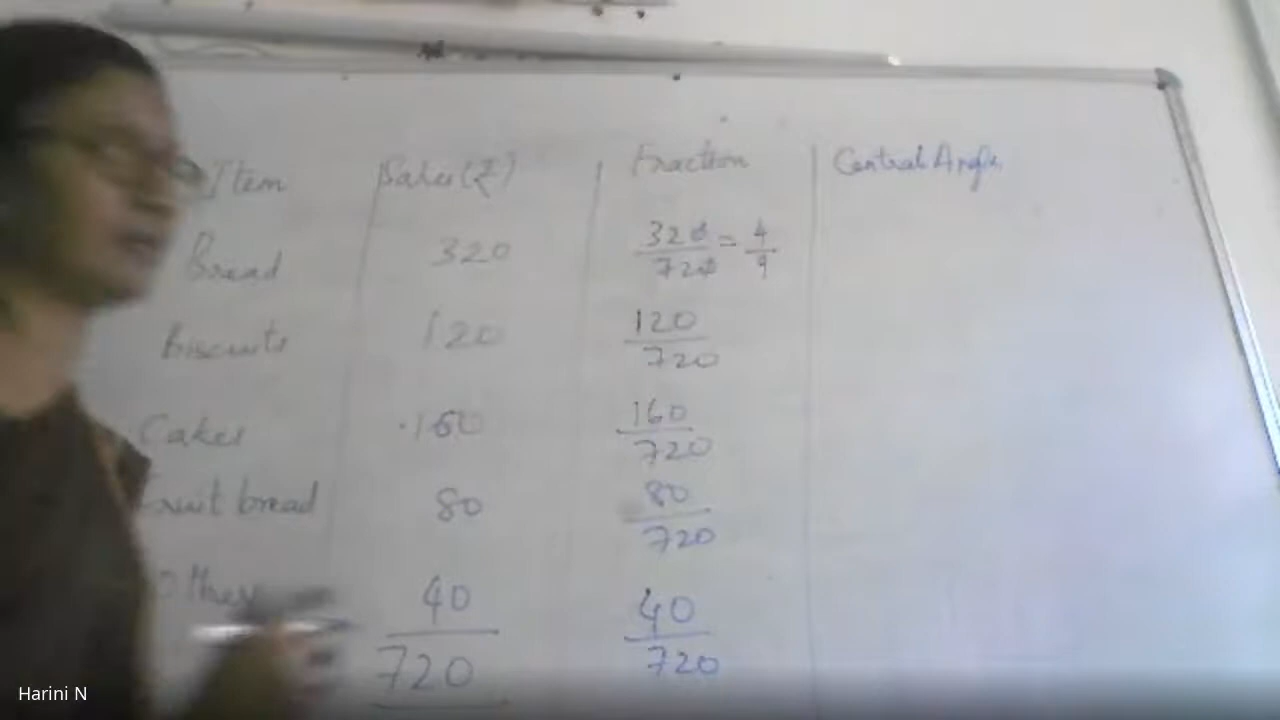 Item Sales(₹) Fraction Central Angle
Bread 320 320/720 = 4/9
Biscuits 120 120/720
Cakes 160 160/720
Fruit bread 80 80/720
Others 40 40/720
720
Harini N